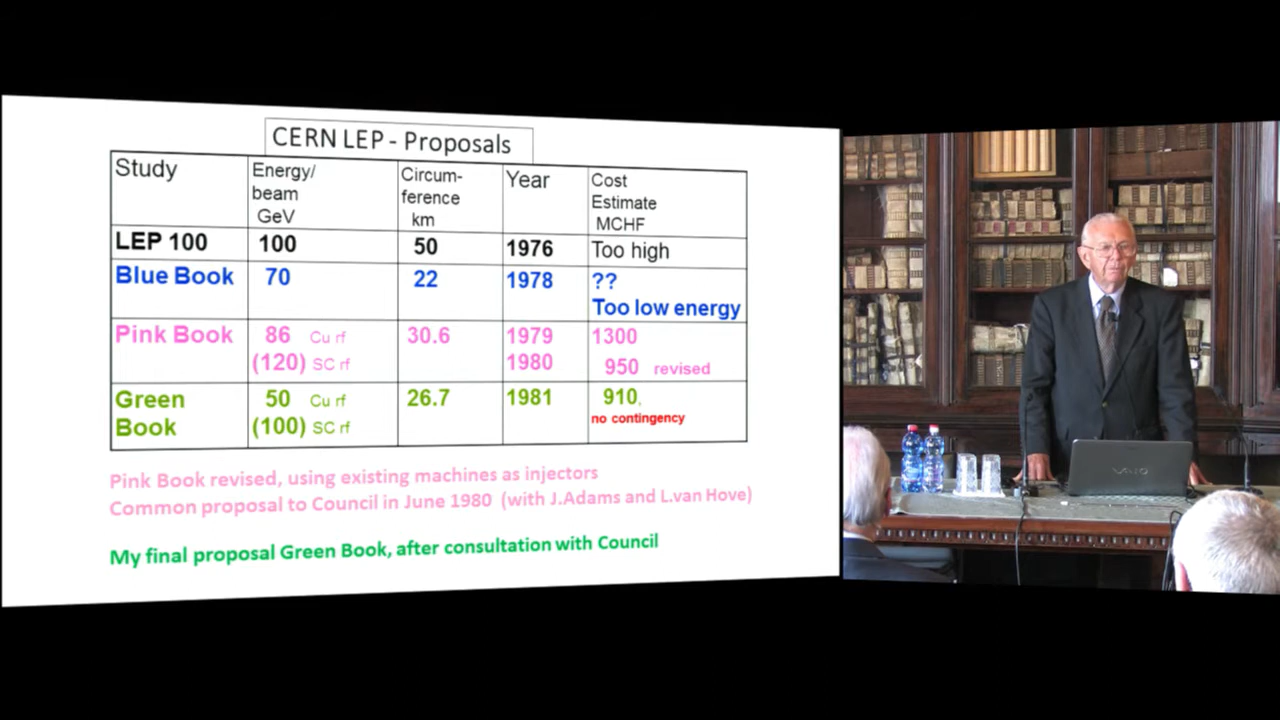 CERN LEP - Proposals
Study
Energy/
beam
GeV
Circum-
ference
km
Year
Cost
Estimate
MCHF
LEP 100
100
50
1976
Too high
Blue Book
70
22
1978
??
Too low energy
Pink Book
86 Cu rf
(120) SC rf
30.6
1979
1980
1300
950 revised
Green
Book
50 Cu rf
(100) SC rf
26.7
1981
910.
no contingency
Pink Book revised, using existing machines as injectors
Common proposal to Council in June 1980 (with J.Adams and L.van Hove)
My final proposal Green Book, after consultation with Council
VAIO